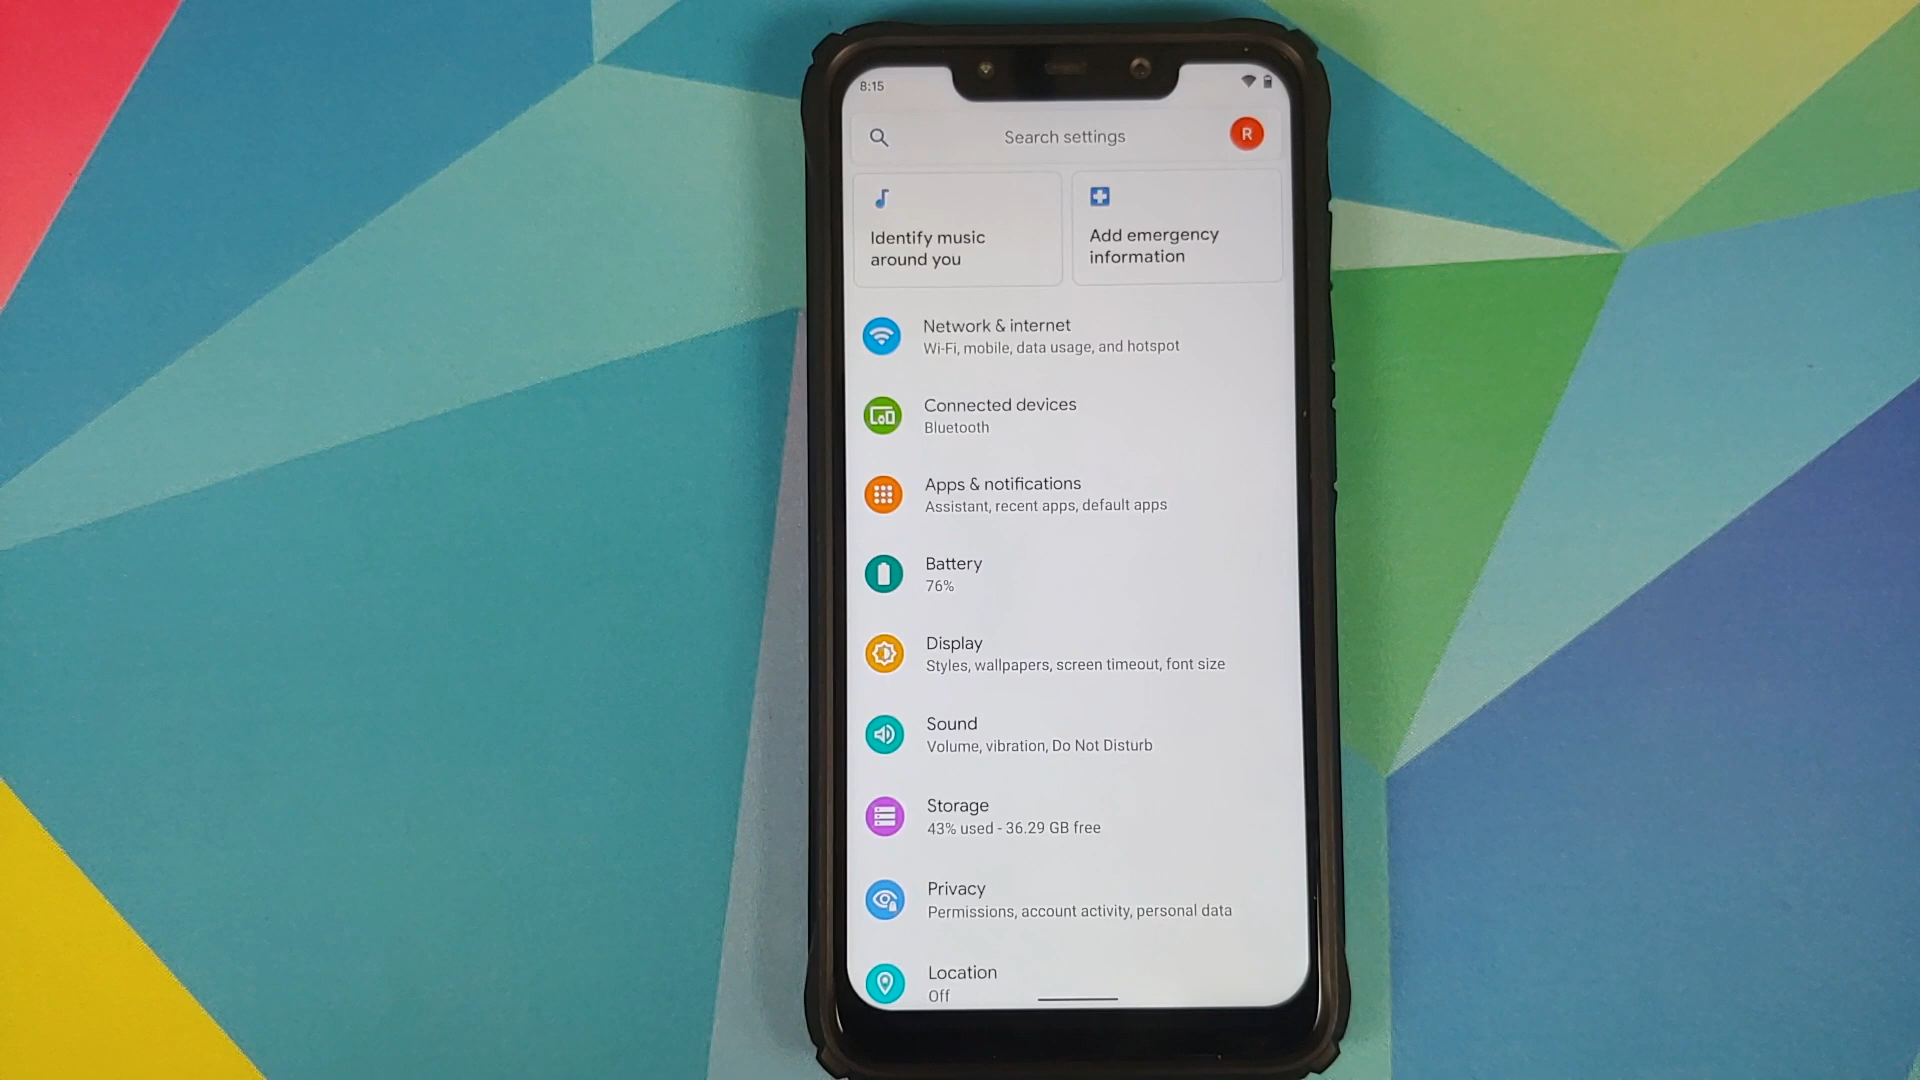 8:15
Search settings
R
Identify music
around you
Add emergency
information
Network & internet
Wi-Fi, mobile, data usage, and hotspot
Connected devices
Bluetooth
Apps & notifications
Assistant, recent apps, default apps
Battery
76%
Display
Styles, wallpapers, screen timeout, font size
Sound
Volume, vibration, Do Not Disturb
Storage
43% used - 36.29 GB free
Privacy
Permissions, account activity, personal data
Location
Off